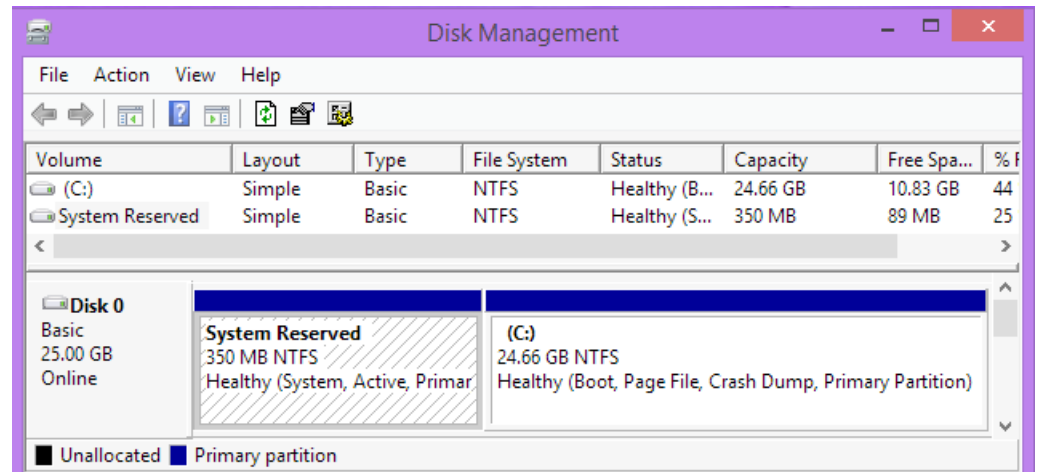 Disk Management
File Action View Help
Volume Layout Type File System Status Capacity Free Spa... % F
(C:) Simple Basic NTFS Healthy (B... 24.66 GB 10.83 GB 44
System Reserved Simple Basic NTFS Healthy (S... 350 MB 89 MB 25
Disk 0
Basic
25.00 GB
Online
System Reserved
350 MB NTFS
Healthy (System, Active, Primar
(C:)
24.66 GB NTFS
Healthy (Boot, Page File, Crash Dump, Primary Partition)
Unallocated Primary partition